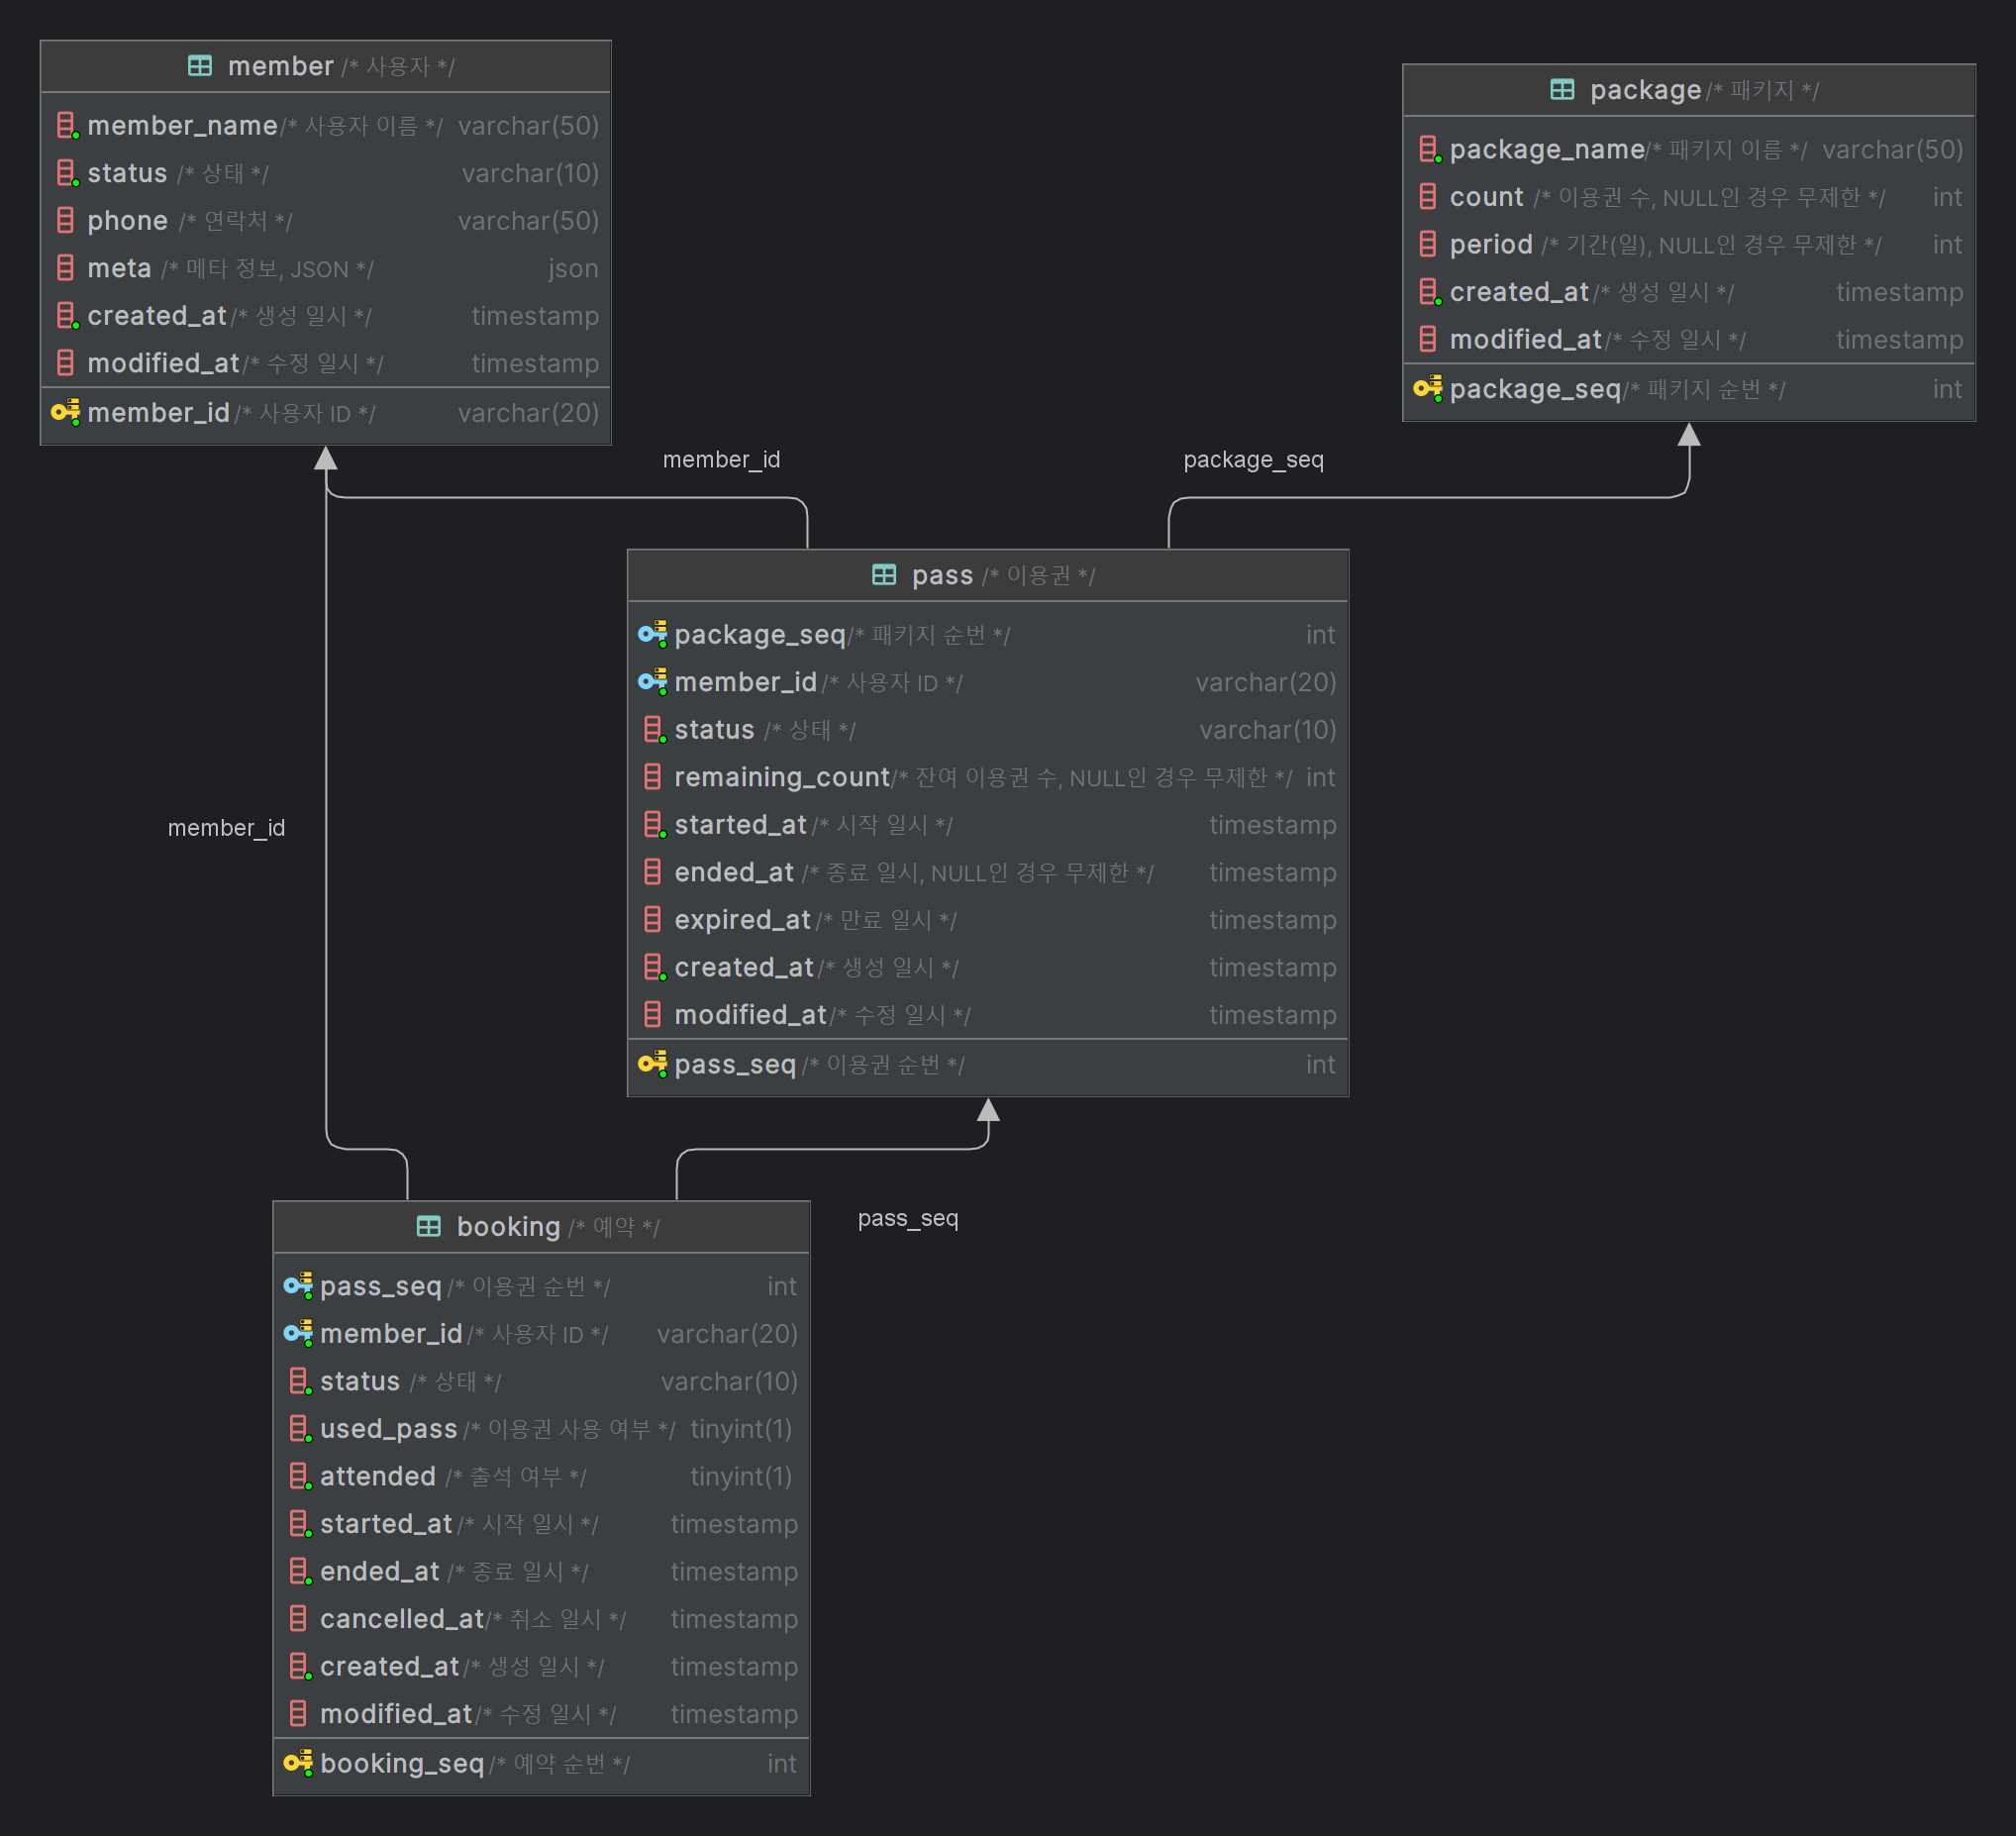 member /* 사용자 */
member_name /* 사용자 이름 */ varchar(50)
status /* 상태 */ varchar(10)
phone /* 연락처 */ varchar(50)
meta /* 메타 정보, JSON */ json
created_at /* 생성 일시 */ timestamp
modified_at /* 수정 일시 */ timestamp
member_id /* 사용자 ID */ varchar(20)
package /* 패키지 */
package_name /* 패키지 이름 */ varchar(50)
count /* 이용권 수, NULL인 경우 무제한 */ int
period /* 기간(일), NULL인 경우 무제한 */ int
created_at /* 생성 일시 */ timestamp
modified_at /* 수정 일시 */ timestamp
package_seq /* 패키지 순번 */ int
member_id
package_seq
pass /* 이용권 */
package_seq /* 패키지 순번 */ int
member_id /* 사용자 ID */ varchar(20)
status /* 상태 */ varchar(10)
remaining_count /* 잔여 이용권 수, NULL인 경우 무제한 */ int
started_at /* 시작 일시 */ timestamp
ended_at /* 종료 일시, NULL인 경우 무제한 */ timestamp
expired_at /* 만료 일시 */ timestamp
created_at /* 생성 일시 */ timestamp
modified_at /* 수정 일시 */ timestamp
pass_seq /* 이용권 순번 */ int
member_id
pass_seq
booking /* 예약 */
pass_seq /* 이용권 순번 */ int
member_id /* 사용자 ID */ varchar(20)
status /* 상태 */ varchar(10)
used_pass /* 이용권 사용 여부 */ tinyint(1)
attended /* 출석 여부 */ tinyint(1)
started_at /* 시작 일시 */ timestamp
ended_at /* 종료 일시 */ timestamp
cancelled_at /* 취소 일시 */ timestamp
created_at /* 생성 일시 */ timestamp
modified_at /* 수정 일시 */ timestamp
booking_seq /* 예약 순번 */ int